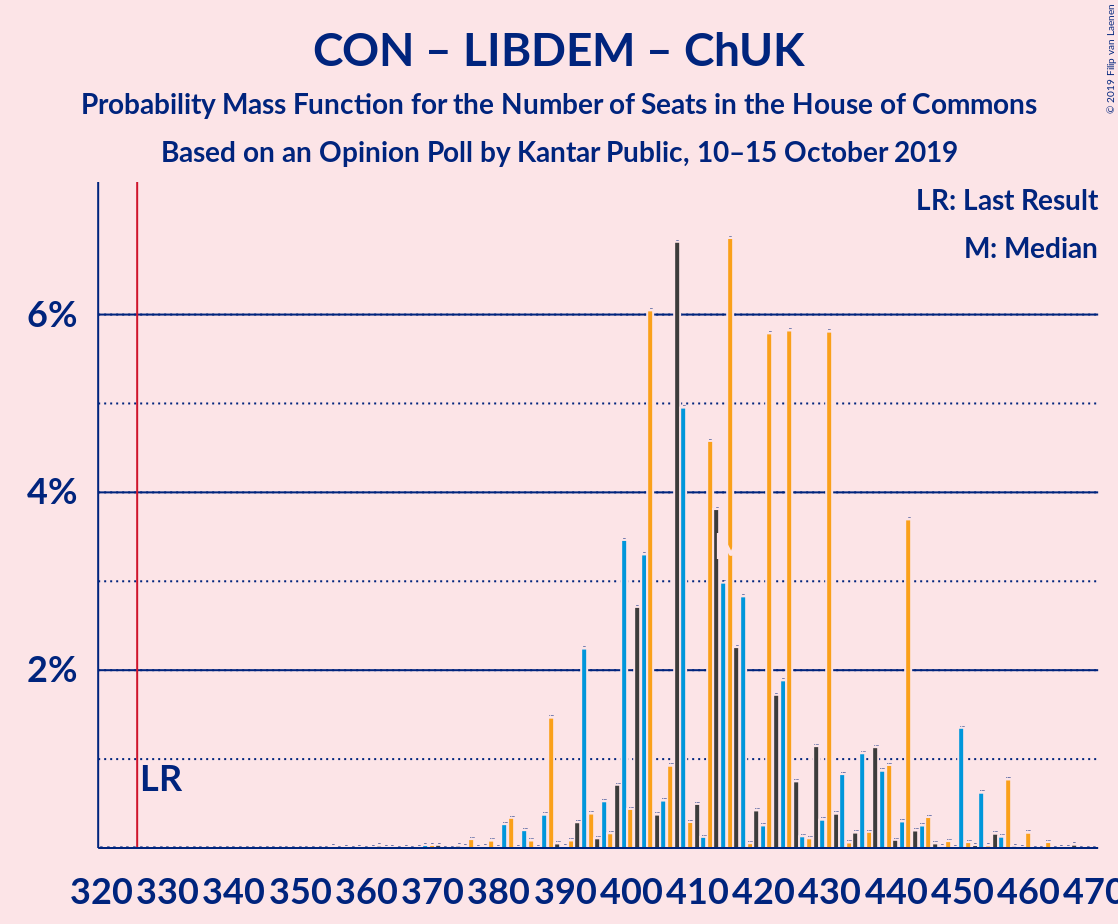 CON – LIBDEM – ChUK
Probability Mass Function for the Number of Seats in the House of Commons
Based on an Opinion Poll by Kantar Public, 10–15 October 2019
© 2019 Filip van Laenen
LR: Last Result
M: Median
6%
4%
2%
LR
320 330 340 350 360 370 380 390 400 410 420 430 440 450 460 470